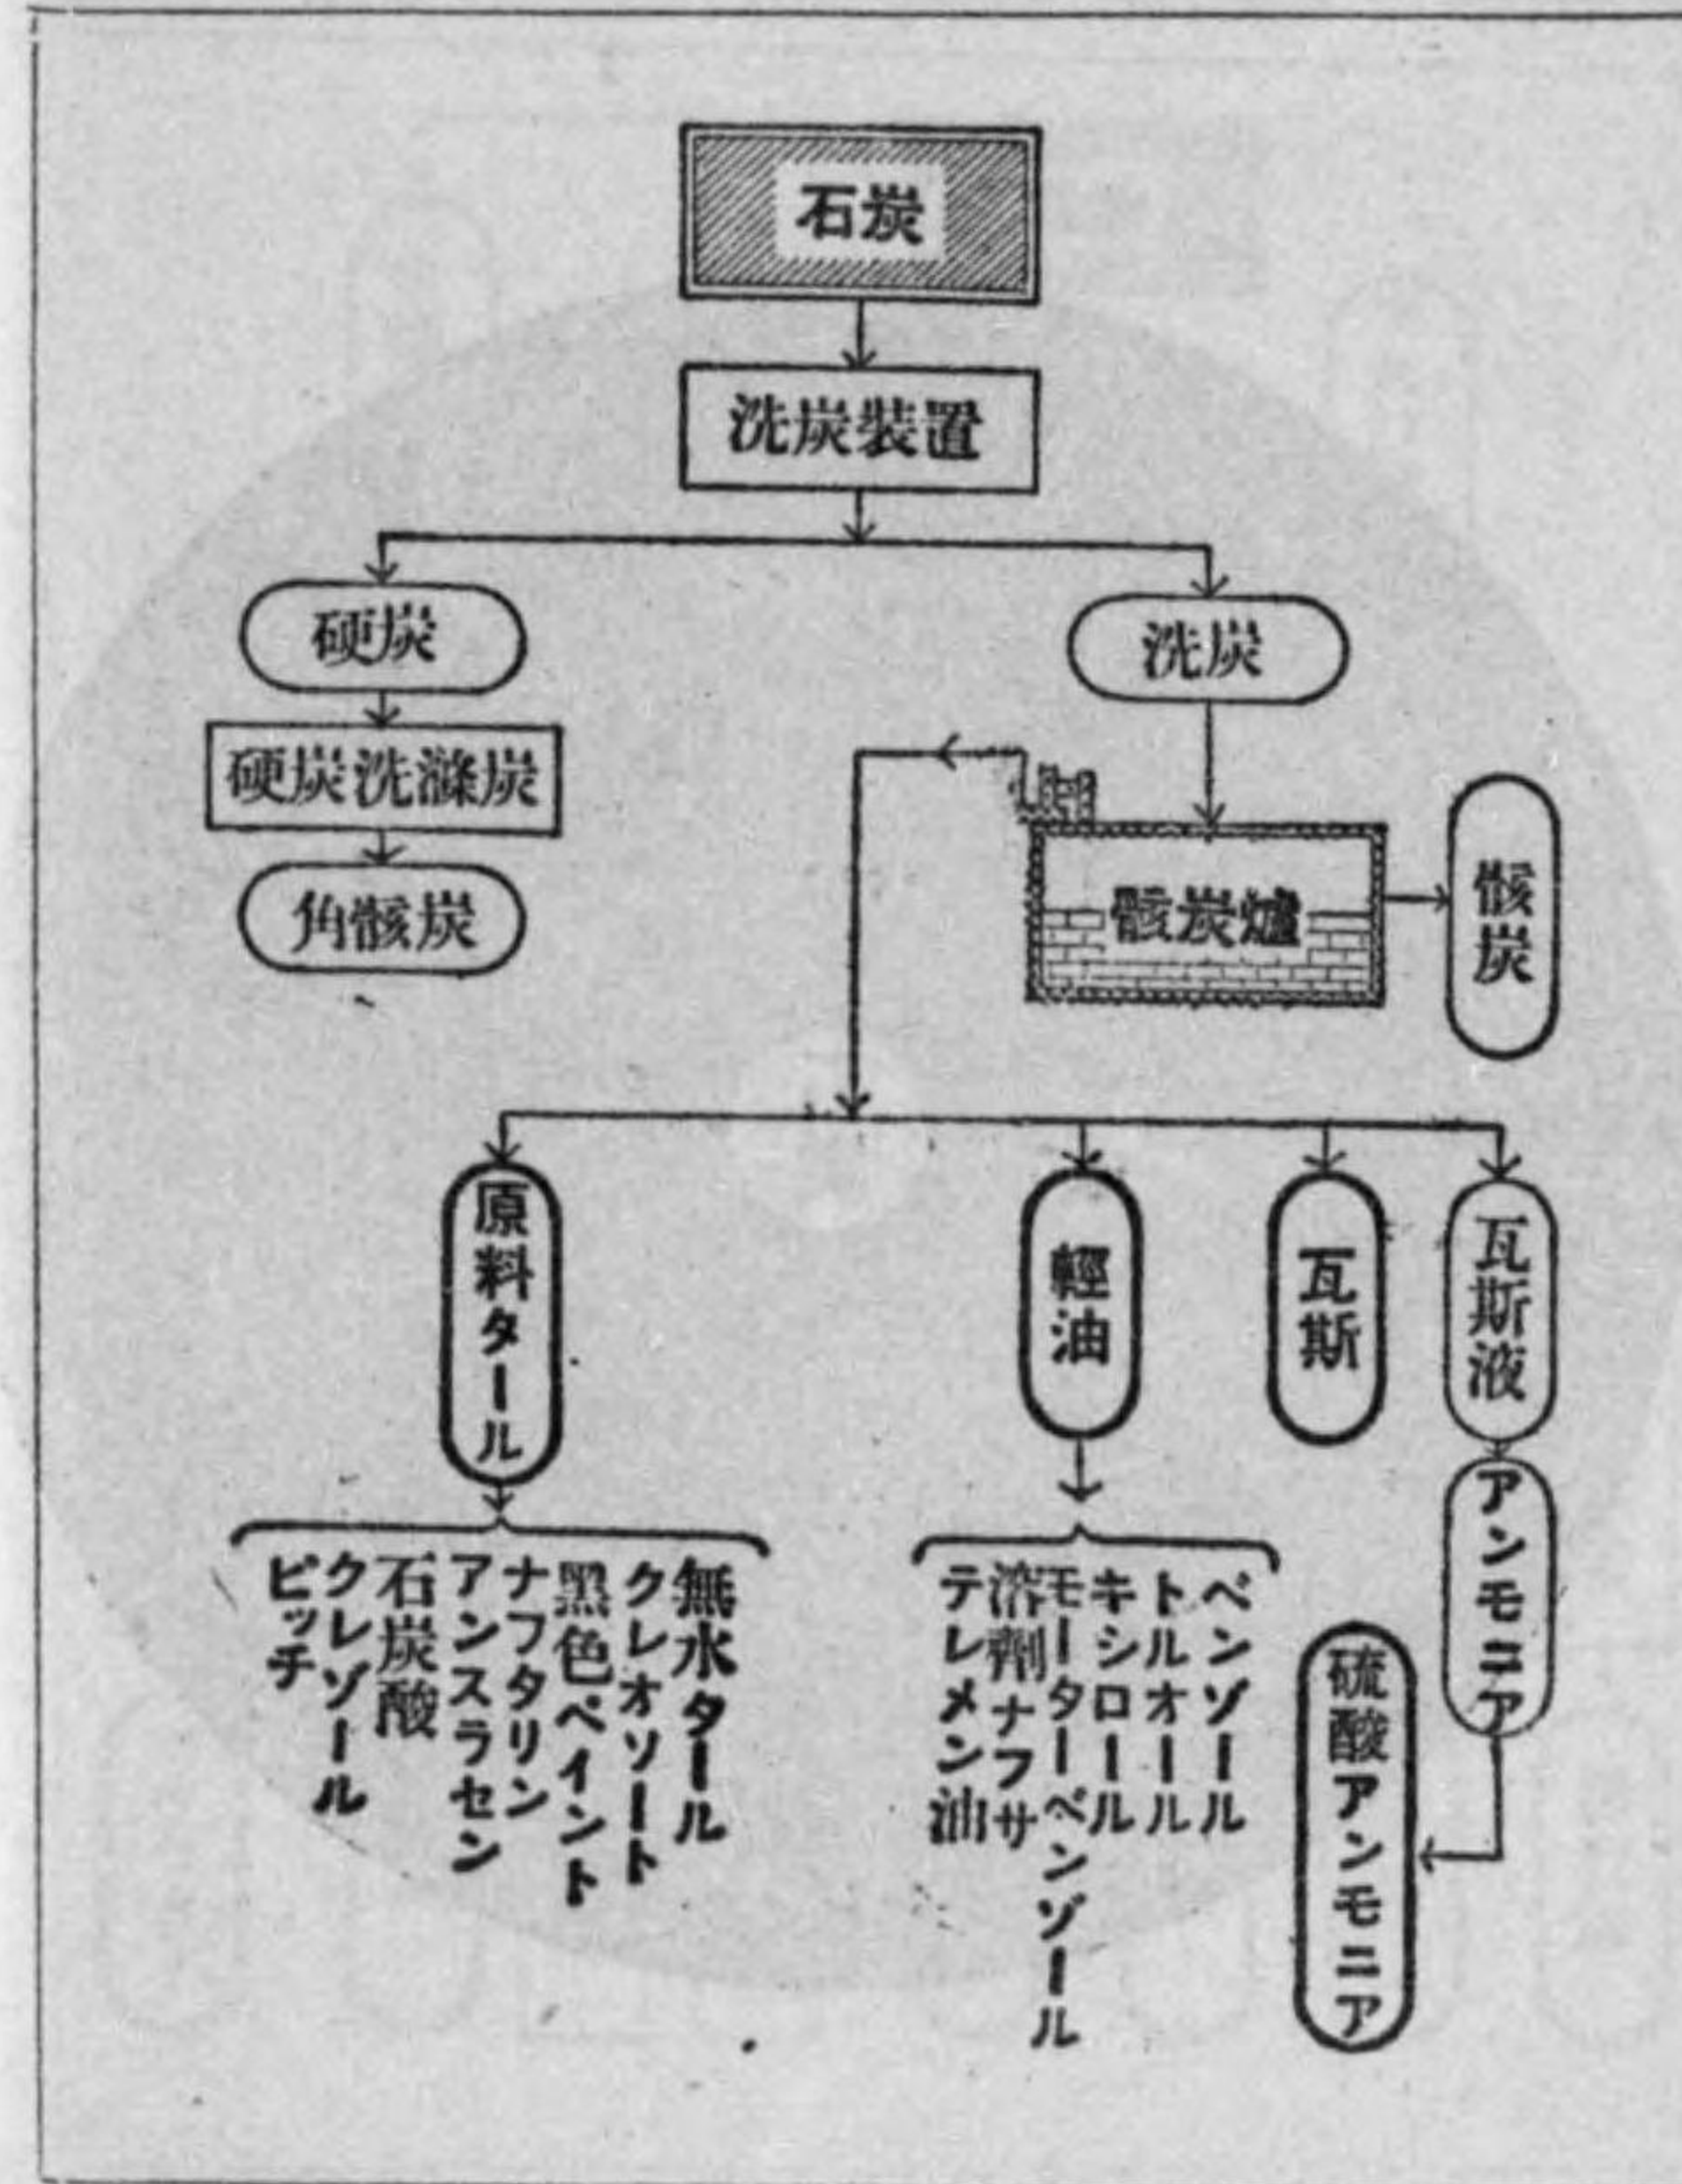 石炭
洗炭裝置
硬炭
洗炭
硬炭洗滌炭
角骸炭
骸炭爐
骸炭
原料タール
輕油
瓦斯
瓦斯液
アンモニア
硫酸アンモニア
無水タール
クレオソート
黑色ペイント
ナフタリン
アンスラセン
石炭酸
クレゾール
ピッチ
ベンゾール
トルオール
キシロール
モーターベンゾール
溶劑ナフサ
テレメン油